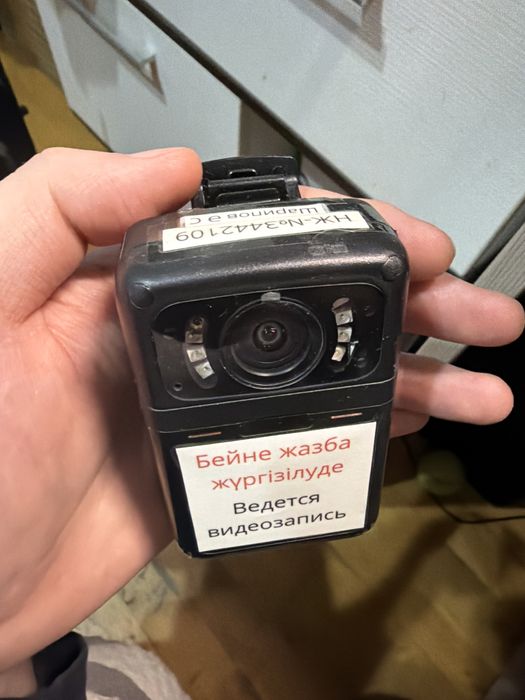 НЖ-№3442109
Шарипов Ә С
Бейне жазба
жүргізілуде
Ведется
видеозапись